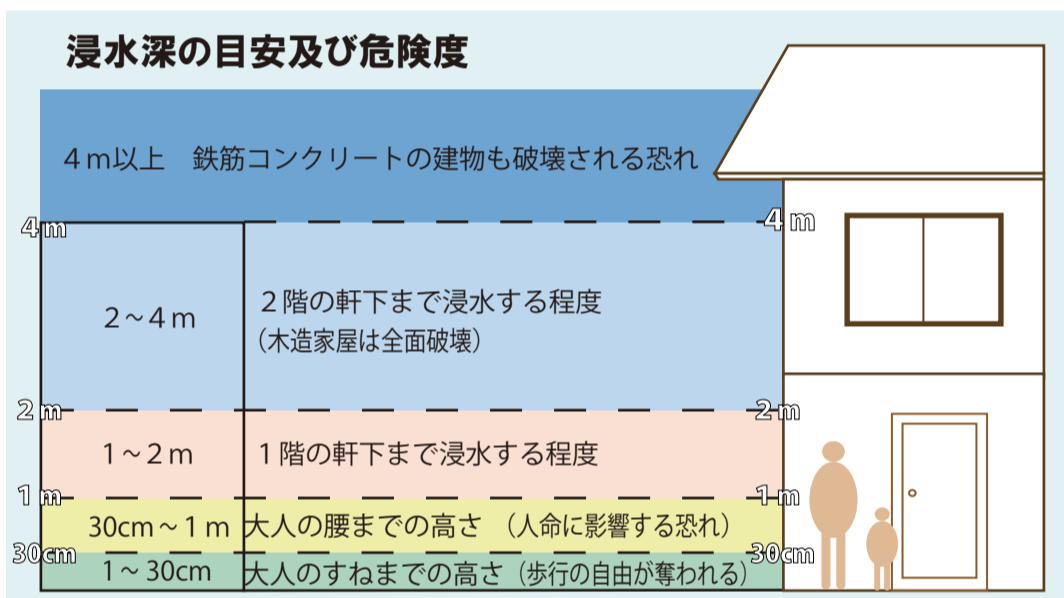 浸水深の目安及び危険度
4m以上　鉄筋コンクリートの建物も破壊される恐れ
4m
4m
2～4m
2階の軒下まで浸水する程度
（木造家屋は全面破壊）
2m
2m
1～2m
1階の軒下まで浸水する程度
1m
1m
30cm～1m
大人の腰までの高さ　（人命に影響する恐れ）
30cm
30cm
1～30cm
大人のすねまでの高さ（歩行の自由が奪われる）